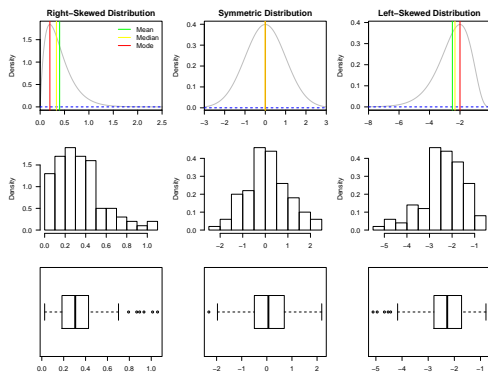 Right−Skewed Distribution
Symmetric Distribution
Left−Skewed Distribution
Mean
Median
Mode
Density
0.0 0.5 1.0 1.5
0.0 0.5 1.0 1.5 2.0 2.5
Density
0.0 0.1 0.2 0.3 0.4
−3 −2 −1 0 1 2 3
Density
0.0 0.1 0.2 0.3 0.4
−8 −6 −4 −2
Density
0.0 0.5 1.0 1.5
0.0 0.2 0.4 0.6 0.8 1.0
Density
0.0 0.1 0.2 0.3 0.4
−2 −1 0 1 2
Density
0.0 0.1 0.2 0.3 0.4
−5 −4 −3 −2 −1
0.0 0.2 0.4 0.6 0.8 1.0
−2 −1 0 1 2
−5 −4 −3 −2 −1